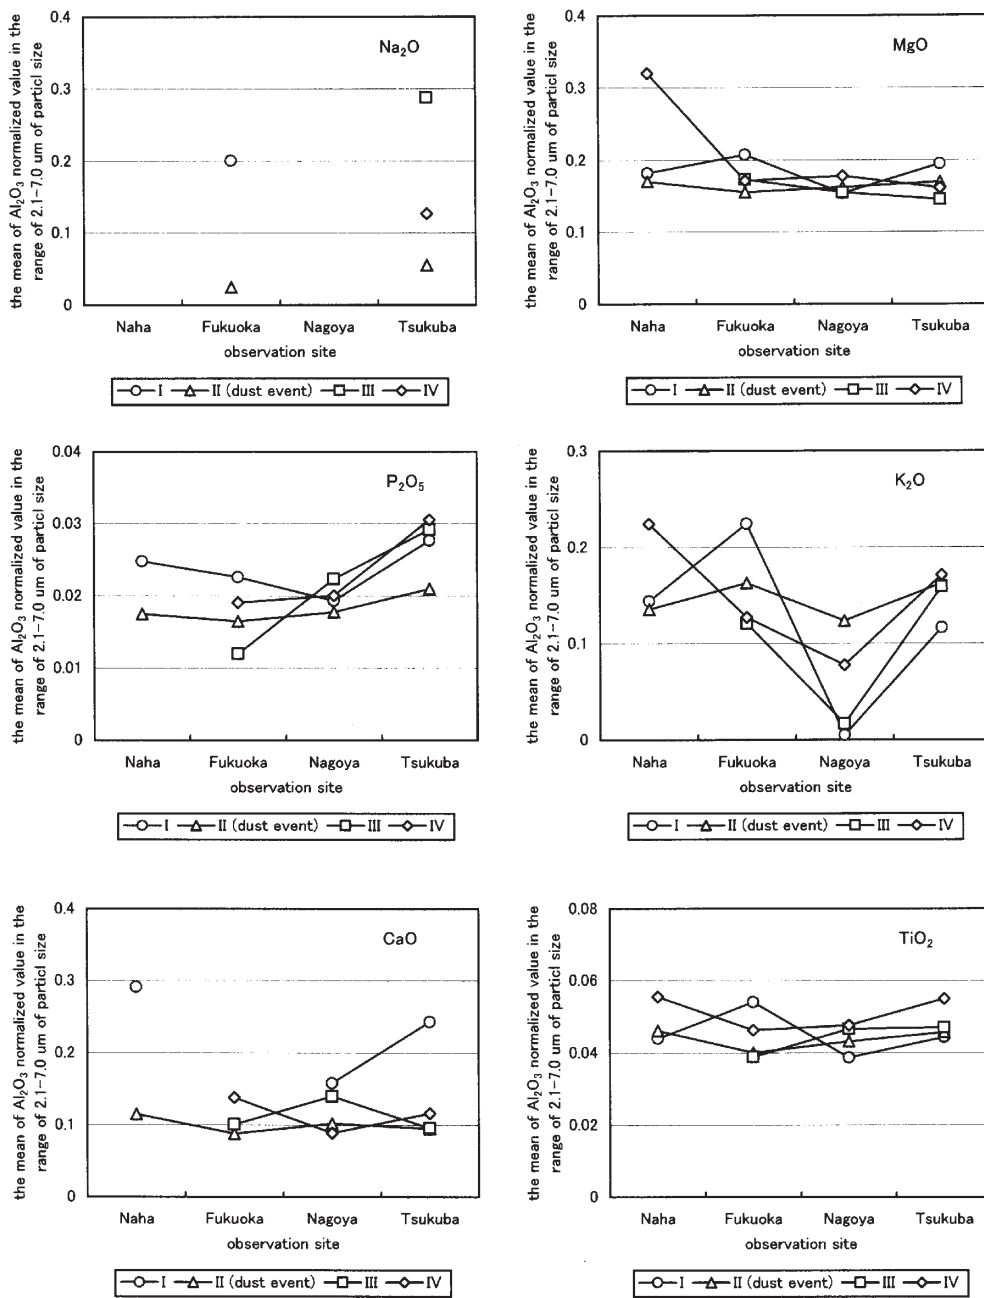 the mean of Al₂O₃ normalized value in the
range of 2.1−7.0 um of particl size
0.4
0.3
0.2
0.1
0
Na₂O
Naha Fukuoka Nagoya Tsukuba
observation site
I II (dust event) III IV
the mean of Al₂O₃ normalized value in the
range of 2.1−7.0 um of particl size
0.4
0.3
0.2
0.1
0
MgO
Naha Fukuoka Nagoya Tsukuba
observation site
I II (dust event) III IV
the mean of Al₂O₃ normalized value in the
range of 2.1−7.0 um of particl size
0.04
0.03
0.02
0.01
0
P₂O₅
Naha Fukuoka Nagoya Tsukuba
observation site
I II (dust event) III IV
the mean of Al₂O₃ normalized value in the
range of 2.1−7.0 um of particl size
0.3
0.2
0.1
0
K₂O
Naha Fukuoka Nagoya Tsukuba
observation site
I II (dust event) III IV
the mean of Al₂O₃ normalized value in the
range of 2.1−7.0 um of particl size
0.4
0.3
0.2
0.1
0
CaO
Naha Fukuoka Nagoya Tsukuba
observation site
I II (dust event) III IV
the mean of Al₂O₃ normalized value in the
range of 2.1−7.0 um of particl size
0.08
0.06
0.04
0.02
0
TiO₂
Naha Fukuoka Nagoya Tsukuba
observation site
I II (dust event) III IV